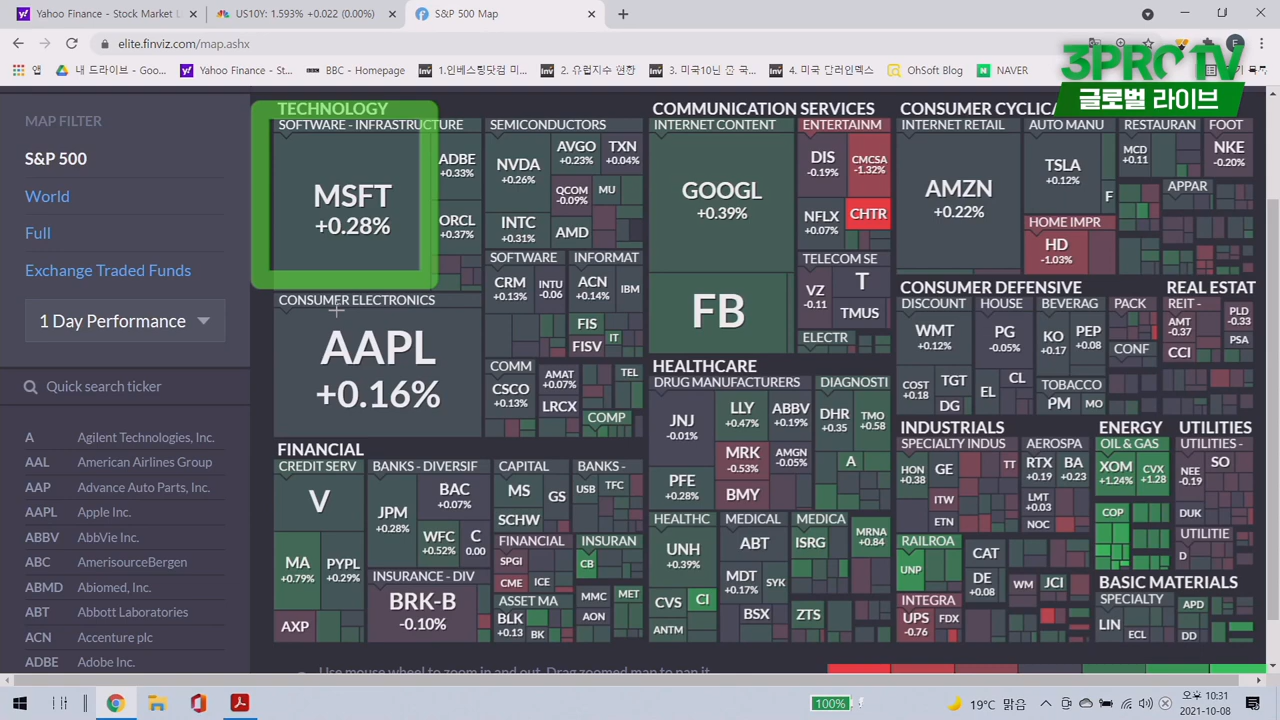 Yahoo Finance - Stock Market L
US10Y: 1.593% +0.022 (0.00%)
S&P 500 Map
elite.finviz.com/map.ashx
3PROTV
글로벌 라이브
앱
내 드라이브 - Goo...
Yahoo Finance - St...
BBC - Homepage
1.인베스팅닷컴 미...
2. 유럽지수 현황
3. 미국10년 준 국...
4. 미국 달러인덱스
OhSoft Blog
NAVER
MAP FILTER
S&P 500
World
Full
Exchange Traded Funds
1 Day Performance
Quick search ticker
A Agilent Technologies, Inc.
AAL American Airlines Group
AAP Advance Auto Parts, Inc.
AAPL Apple Inc.
ABBV AbbVie Inc.
ABC AmerisourceBergen
ABMD Abiomed, Inc.
ABT Abbott Laboratories
ACN Accenture plc
ADBE Adobe Inc.
TECHNOLOGY
SOFTWARE - INFRASTRUCTURE
MSFT
+0.28%
ADBE
+0.33%
ORCL
+0.37%
SEMICONDUCTORS
NVDA
+0.26%
AVGO
+0.23%
TXN
+0.04%
QCOM
-0.09%
MU
INTC
+0.31%
AMD
CONSUMER ELECTRONICS
AAPL
+0.16%
SOFTWARE
CRM
+0.13%
INTU
-0.06
INFORMAT
ACN
+0.14%
IBM
FIS
IT
FISV
COMM
CSCO
+0.13%
AMAT
+0.07%
LRCX
TEL
COMP
COMMUNICATION SERVICES
INTERNET CONTENT
GOOGL
+0.39%
FB
ENTERTAINM
DIS
-0.19%
CMCSA
-1.32%
NFLX
+0.07%
CHTR
TELECOM SE
VZ
-0.11
T
TMUS
ELECTR
CONSUMER CYCLICA
INTERNET RETAIL
AMZN
+0.22%
AUTO MANU
TSLA
+0.12%
F
HOME IMPR
HD
-1.03%
RESTAURAN
MCD
+0.11
FOOT
NKE
-0.20%
APPAR
CONSUMER DEFENSIVE
DISCOUNT
WMT
+0.12%
COST
+0.18
TGT
DG
HOUSE
PG
-0.05%
EL
CL
BEVERAG
KO
+0.17
PEP
+0.08
TOBACCO
PM
MO
PACK
CONF
REAL ESTAT
REIT -
AMT
-0.37
CCI
PLD
-0.33
PSA
FINANCIAL
CREDIT SERV
V
MA
+0.79%
PYPL
+0.29%
AXP
BANKS - DIVERSIF
JPM
+0.28%
BAC
+0.07%
WFC
+0.52%
C
0.00
INSURANCE - DIV
BRK-B
-0.10%
CAPITAL
MS
GS
SCHW
FINANCIAL
SPGI
CME
ICE
ASSET MA
BLK
+0.13
BK
BANKS -
USB
TFC
INSURAN
CB
MMC
MET
AON
HEALTHCARE
DRUG MANUFACTURERS
JNJ
-0.01%
LLY
+0.47%
ABBV
+0.19%
PFE
+0.28%
MRK
-0.53%
AMGN
-0.05%
BMY
DIAGNOSTI
DHR
+0.35
TMO
+0.58
A
HEALTHC
UNH
+0.39%
CVS
CI
ANTM
MEDICAL
ABT
MDT
+0.17%
SYK
BSX
MEDICA
ISRG
MRNA
+0.84
ZTS
INDUSTRIALS
SPECIALTY INDUS
HON
+0.38
GE
TT
ITW
ETN
AEROSPA
RTX
+0.19
BA
+0.23
LMT
+0.03
NOC
RAILROA
UNP
CAT
DE
+0.08
WM
JCI
INTEGRA
UPS
-0.76
FDX
ENERGY
OIL & GAS
XOM
+1.24%
CVX
+1.28
COP
UTILITIES
UTILITIES -
NEE
-0.19
SO
DUK
UTILITIE
D
BASIC MATERIALS
SPECIALTY
LIN
ECL
APD
DD
Use mouse wheel to zoom in and out. Drag zoomed map to pan it.
100%
19°C 맑음
오후 10:31
2021-10-08